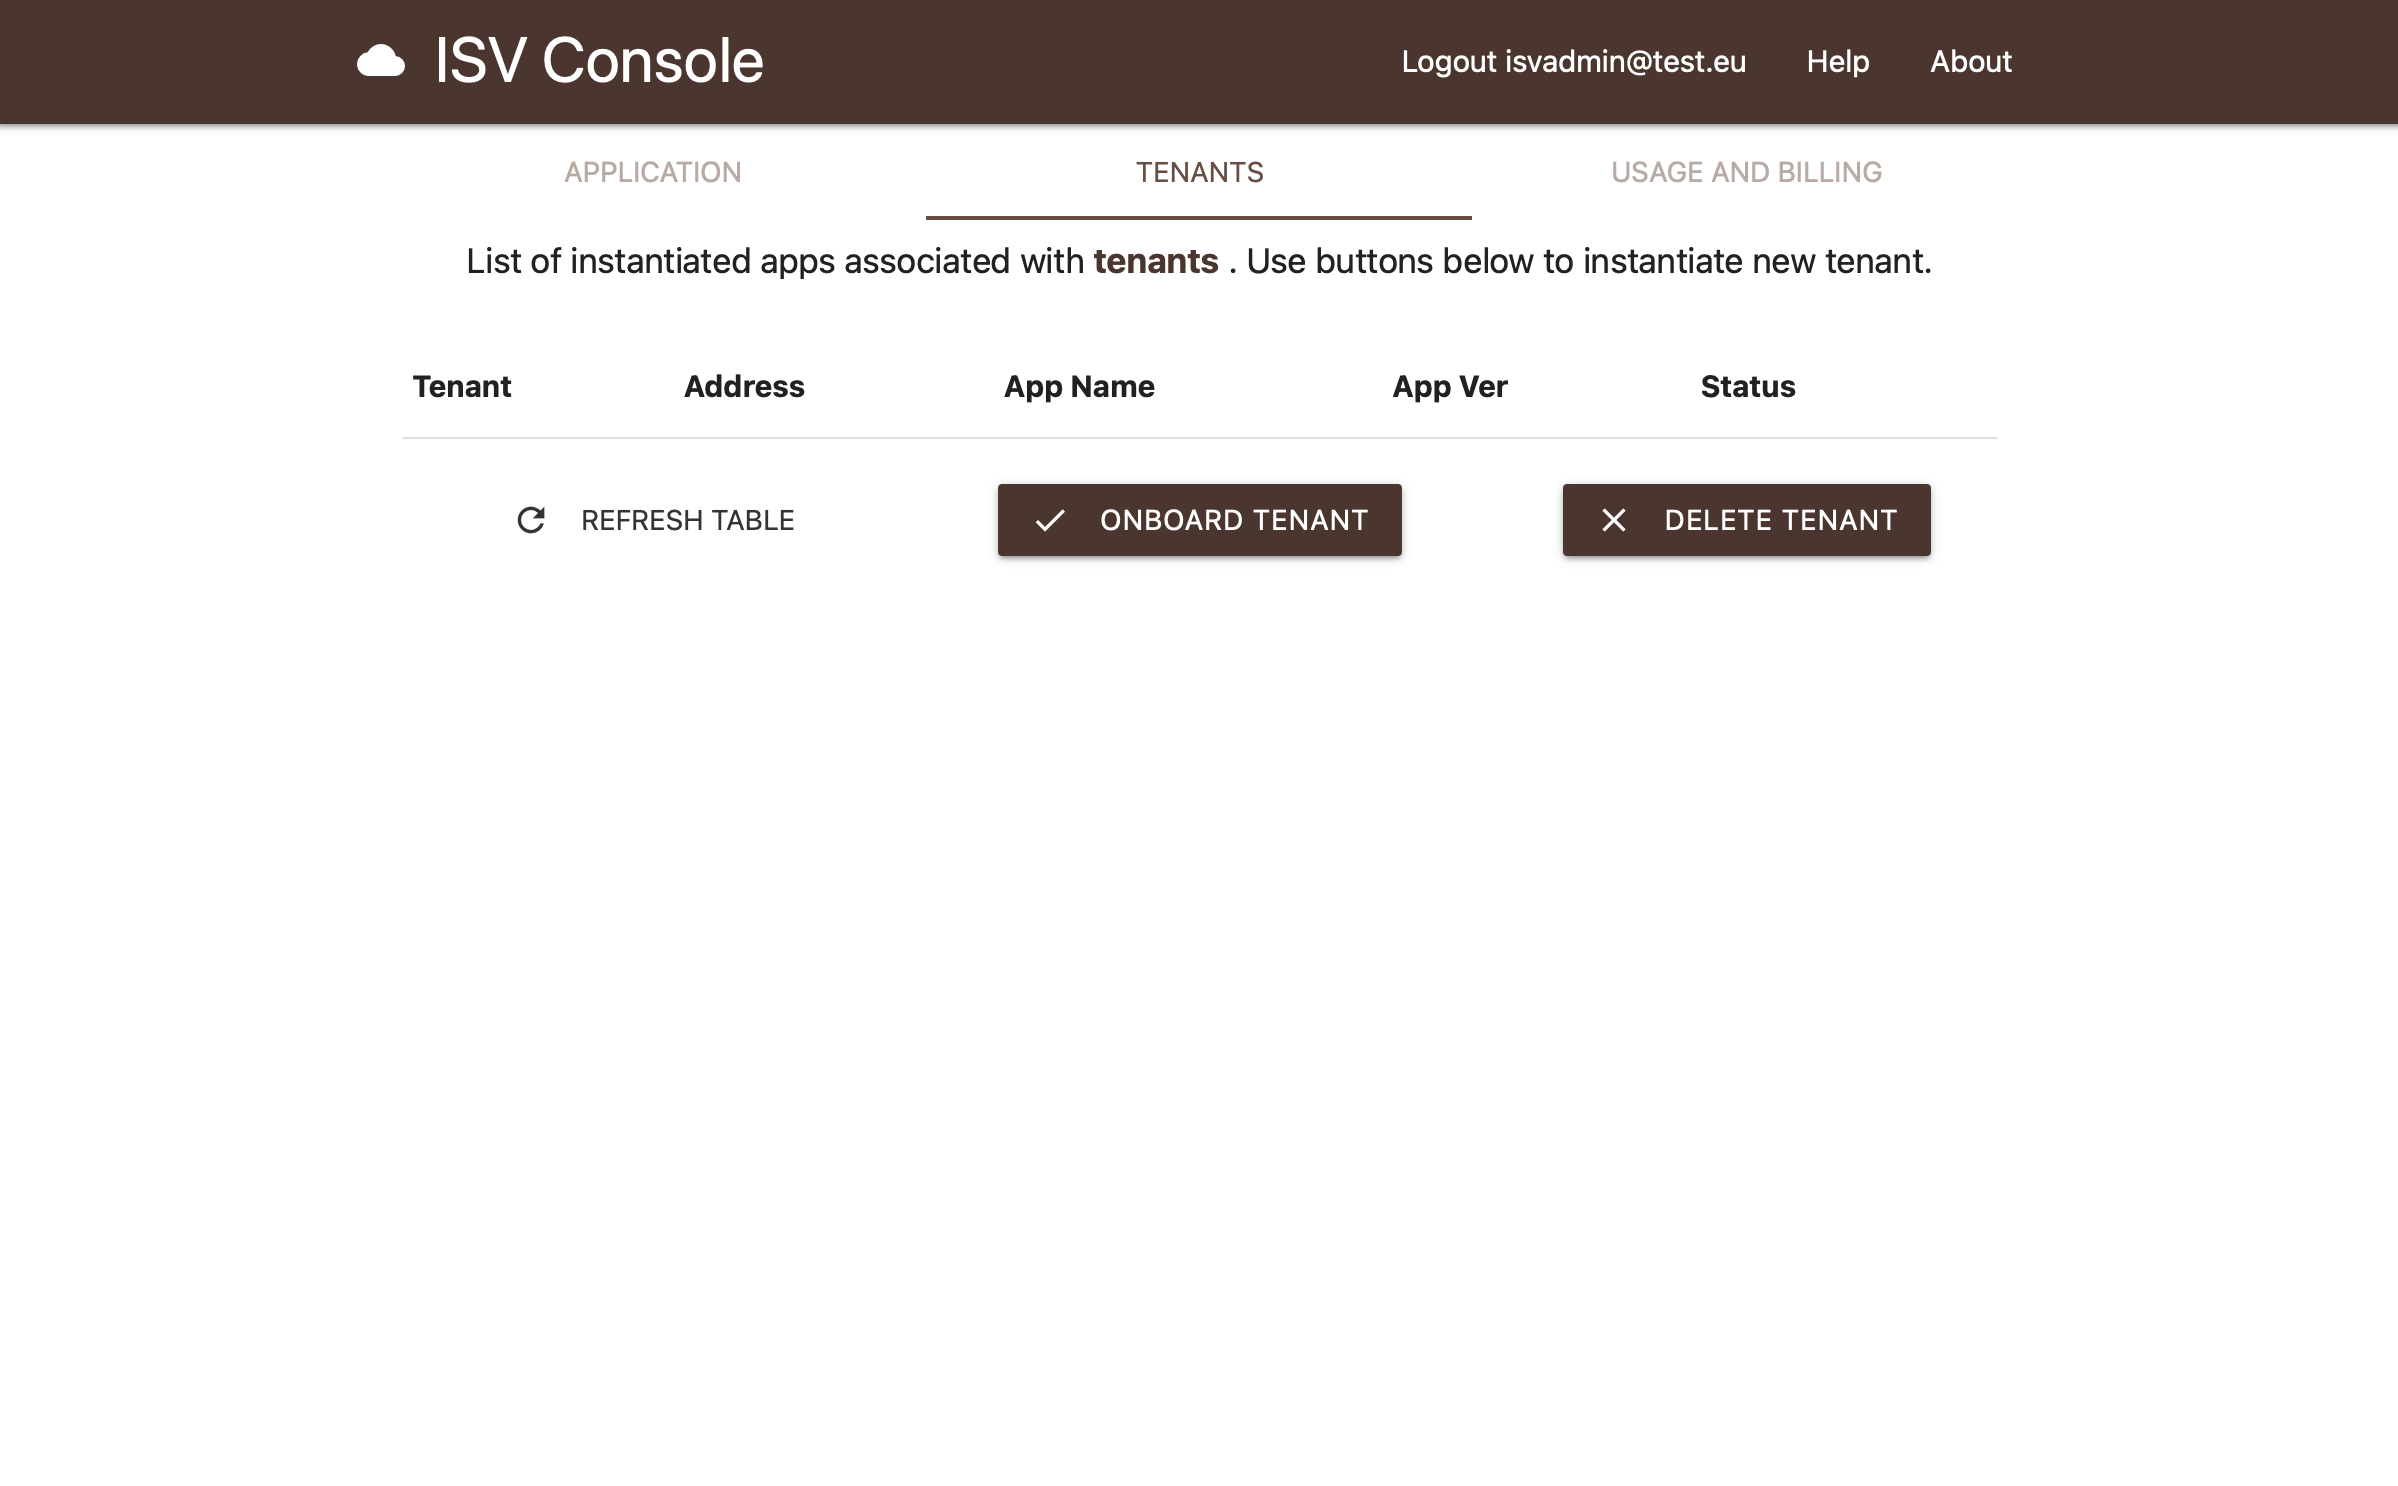 ISV Console
Logout isvadmin@test.eu Help About
APPLICATION TENANTS USAGE AND BILLING
List of instantiated apps associated with tenants . Use buttons below to instantiate new tenant.
Tenant Address App Name App Ver Status
REFRESH TABLE ONBOARD TENANT DELETE TENANT